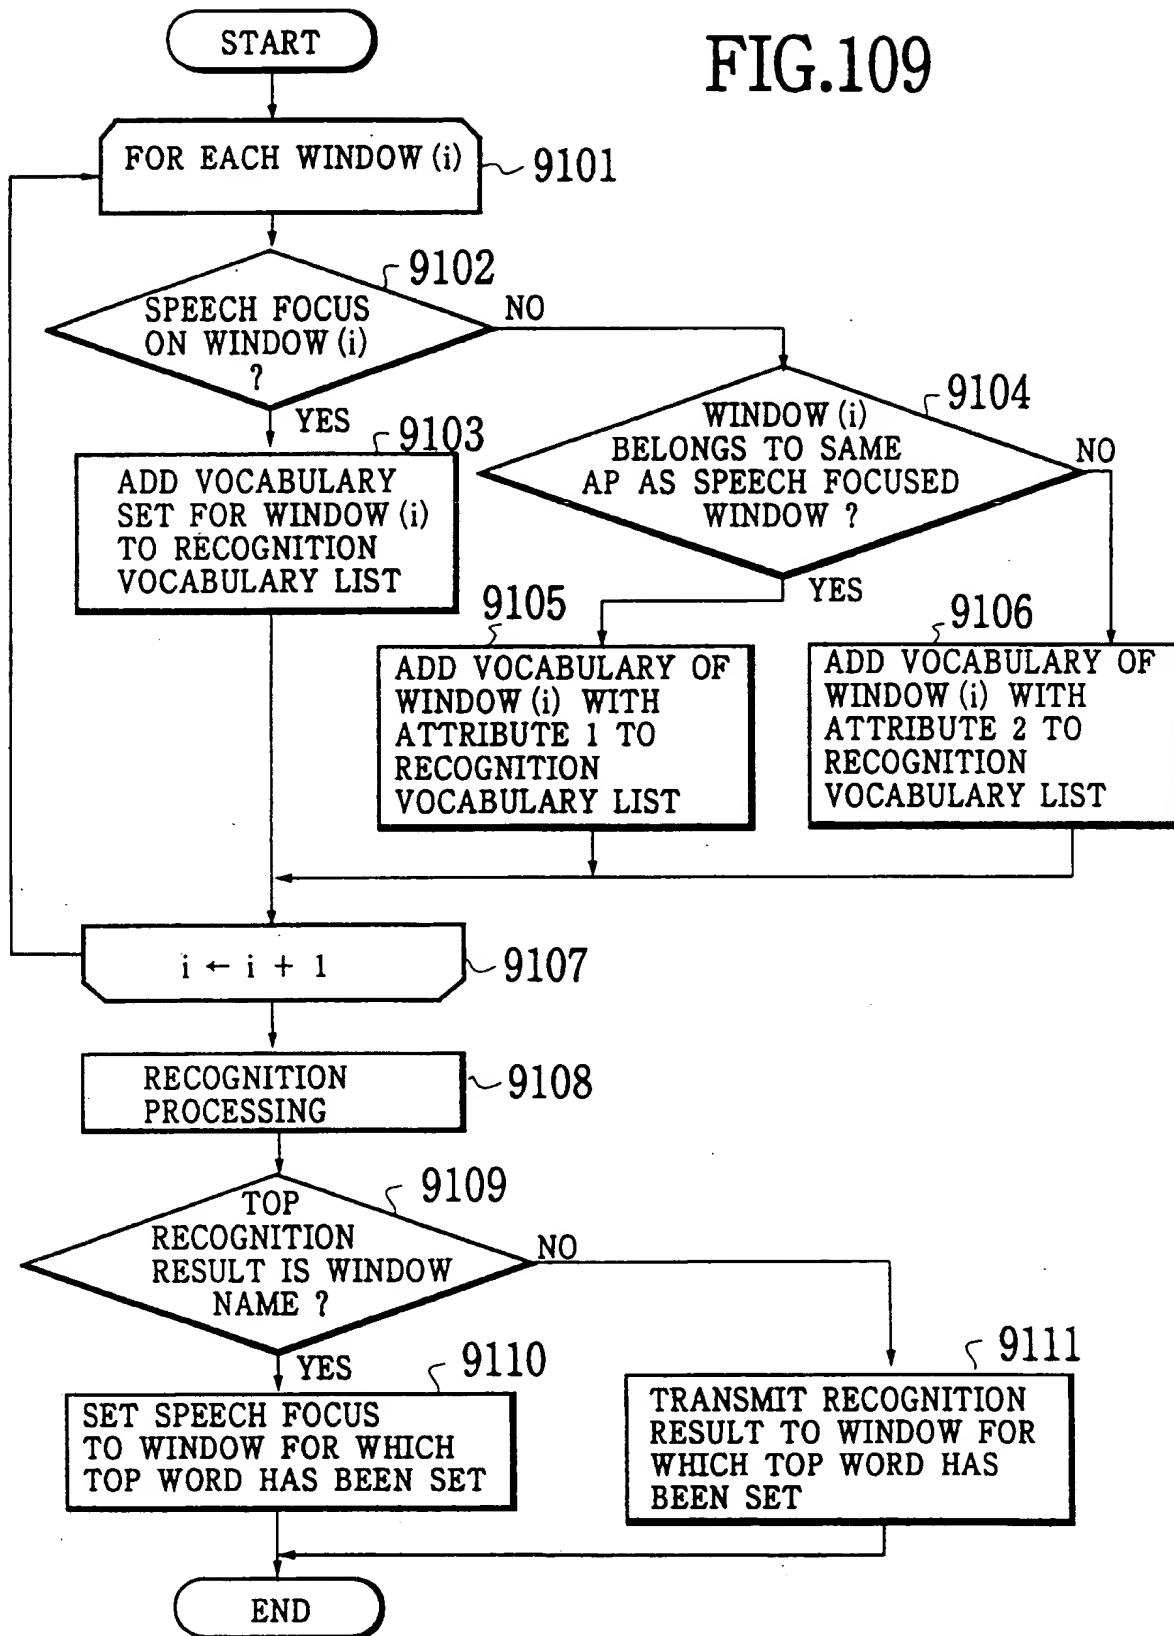 START
FIG.109
FOR EACH WINDOW (i)
9101
9102
SPEECH FOCUS
ON WINDOW (i)
?
NO
YES
9103
ADD VOCABULARY
SET FOR WINDOW (i)
TO RECOGNITION
VOCABULARY LIST
9104
WINDOW (i)
BELONGS TO SAME
AP AS SPEECH FOCUSED
WINDOW ?
NO
YES
9105
ADD VOCABULARY OF
WINDOW (i) WITH
ATTRIBUTE 1 TO
RECOGNITION
VOCABULARY LIST
9106
ADD VOCABULARY OF
WINDOW (i) WITH
ATTRIBUTE 2 TO
RECOGNITION
VOCABULARY LIST
i ← i + 1
9107
RECOGNITION
PROCESSING
9108
9109
TOP
RECOGNITION
RESULT IS WINDOW
NAME ?
NO
YES
9110
SET SPEECH FOCUS
TO WINDOW FOR WHICH
TOP WORD HAS BEEN SET
9111
TRANSMIT RECOGNITION
RESULT TO WINDOW FOR
WHICH TOP WORD HAS
BEEN SET
END